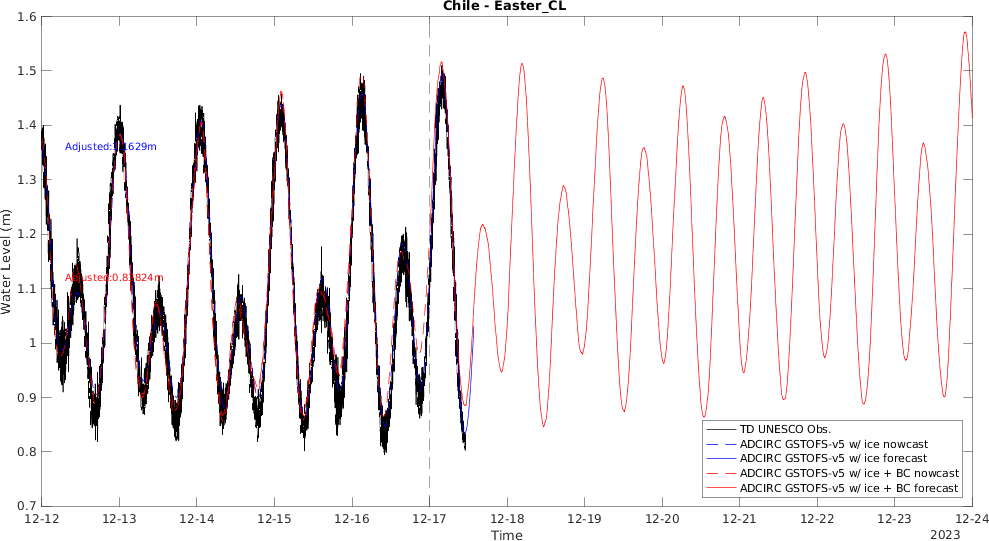 Chile - Easter_CL
1.6
1.5
1.4
1.3
1.2
1.1
1
0.9
0.8
0.7
Water Level (m)
Adjusted:
Adjusted:0.83824m
TD UNESCO Obs.
ADCIRC GSTOFS-v5 w/ ice nowcast
ADCIRC GSTOFS-v5 w/ ice forecast
ADCIRC GSTOFS-v5 w/ ice + BC nowcast
ADCIRC GSTOFS-v5 w/ ice + BC forecast
12-12 12-13 12-14 12-15 12-16 12-17 12-18 12-19 12-20 12-21 12-22 12-23 12-24
Time
2023